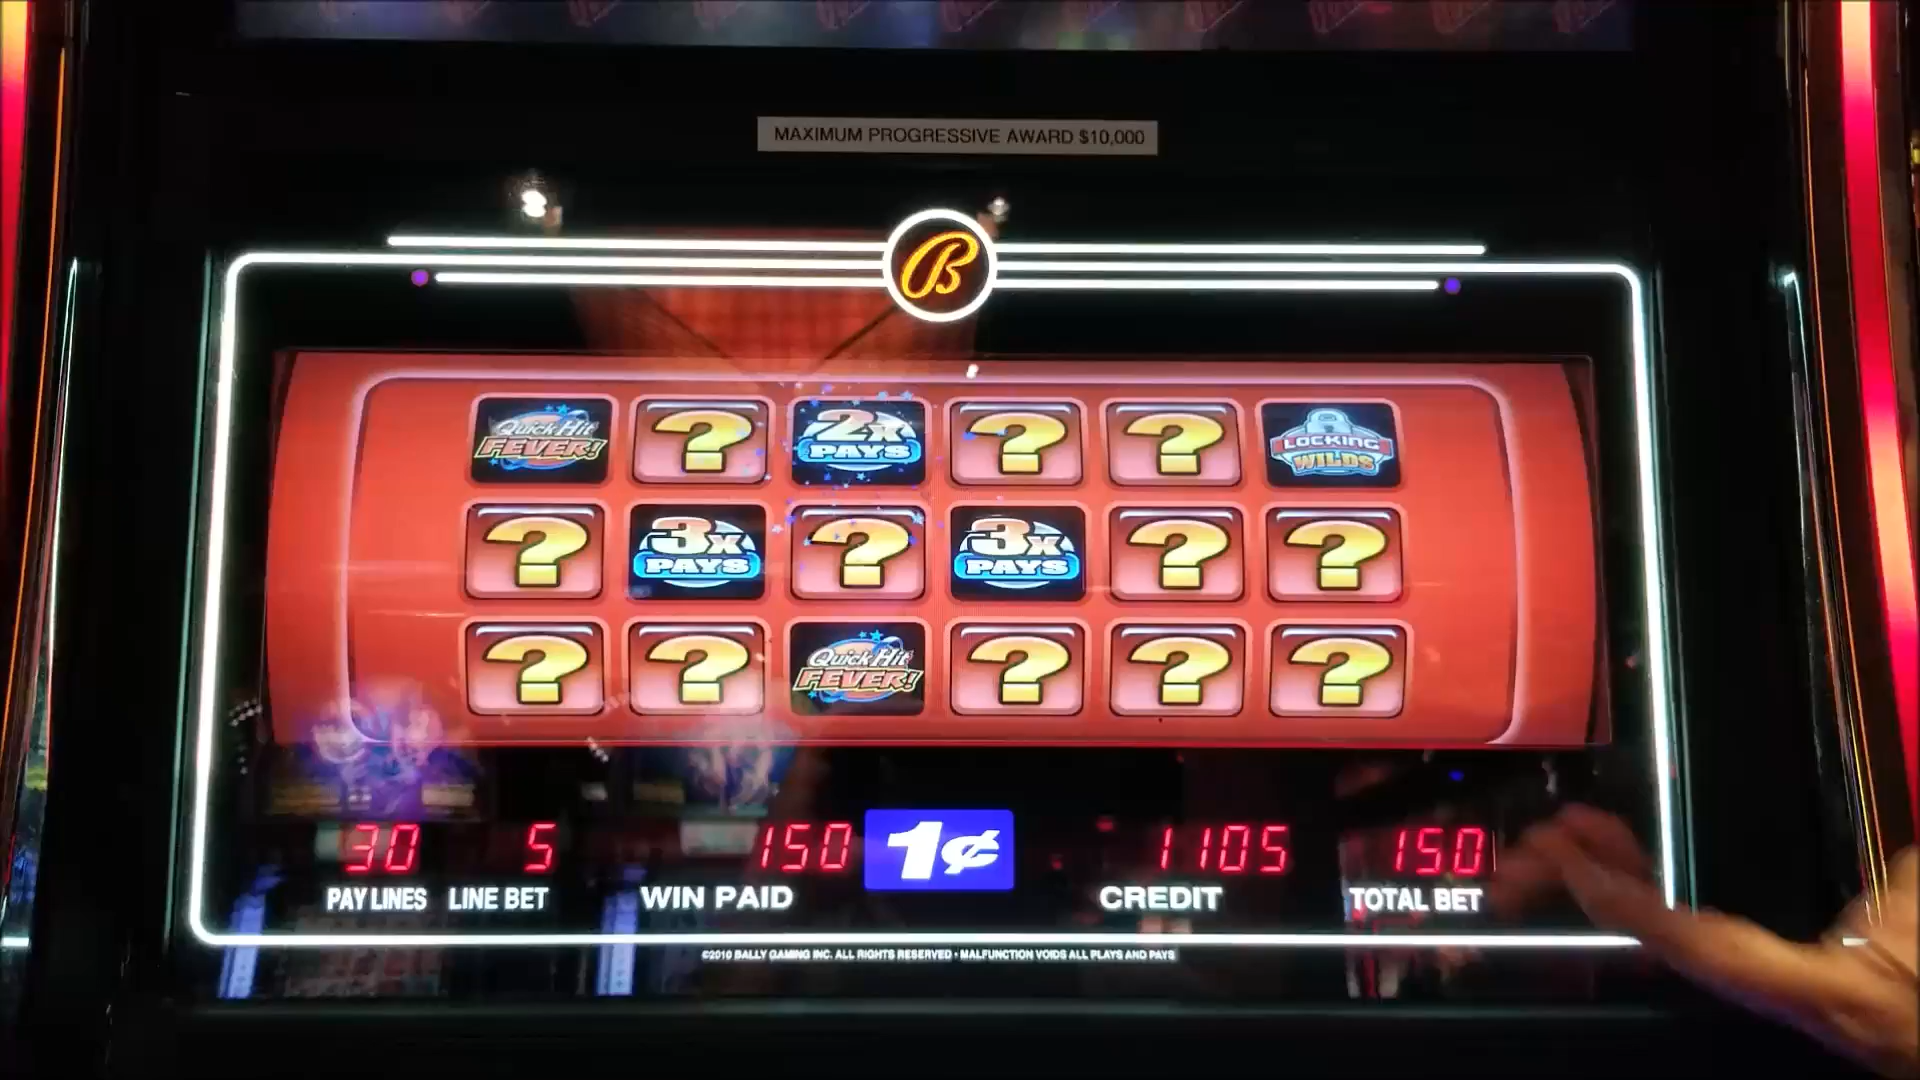 MAXIMUM PROGRESSIVE AWARD $10,000
B
Quick Hit
FEVER!
?
2x
PAYS
?
?
LOCKING
WILDS
?
3x
PAYS
?
3x
PAYS
?
?
?
?
Quick Hit
FEVER!
?
?
?
30 5 150 1¢ 1105 150
PAY LINES LINE BET WIN PAID CREDIT TOTAL BET
©2010 BALLY GAMING INC. ALL RIGHTS RESERVED • MALFUNCTION VOIDS ALL PLAYS AND PAYS